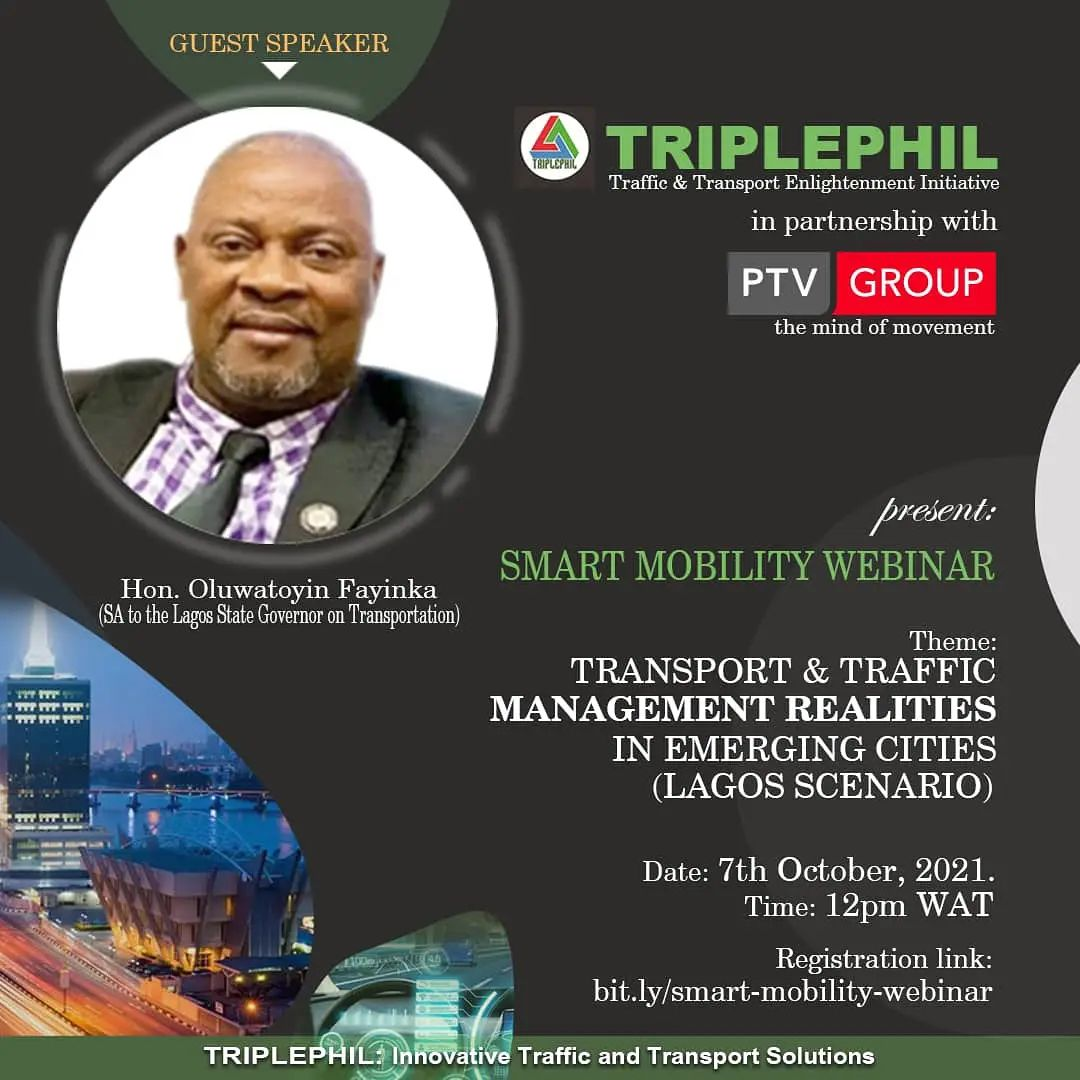 GUEST SPEAKER
TRIPLEPHIL
TRIPLEPHIL
Traffic & Transport Enlightenment Initiative
in partnership with
PTV GROUP
the mind of movement
present:
SMART MOBILITY WEBINAR
Hon. Oluwatoyin Fayinka
(SA to the Lagos State Governor on Transportation)
Theme:
TRANSPORT & TRAFFIC
MANAGEMENT REALITIES
IN EMERGING CITIES
(LAGOS SCENARIO)
Date: 7th October, 2021.
Time: 12pm WAT
Registration link:
bit.ly/smart-mobility-webinar
TRIPLEPHIL: Innovative Traffic and Transport Solutions